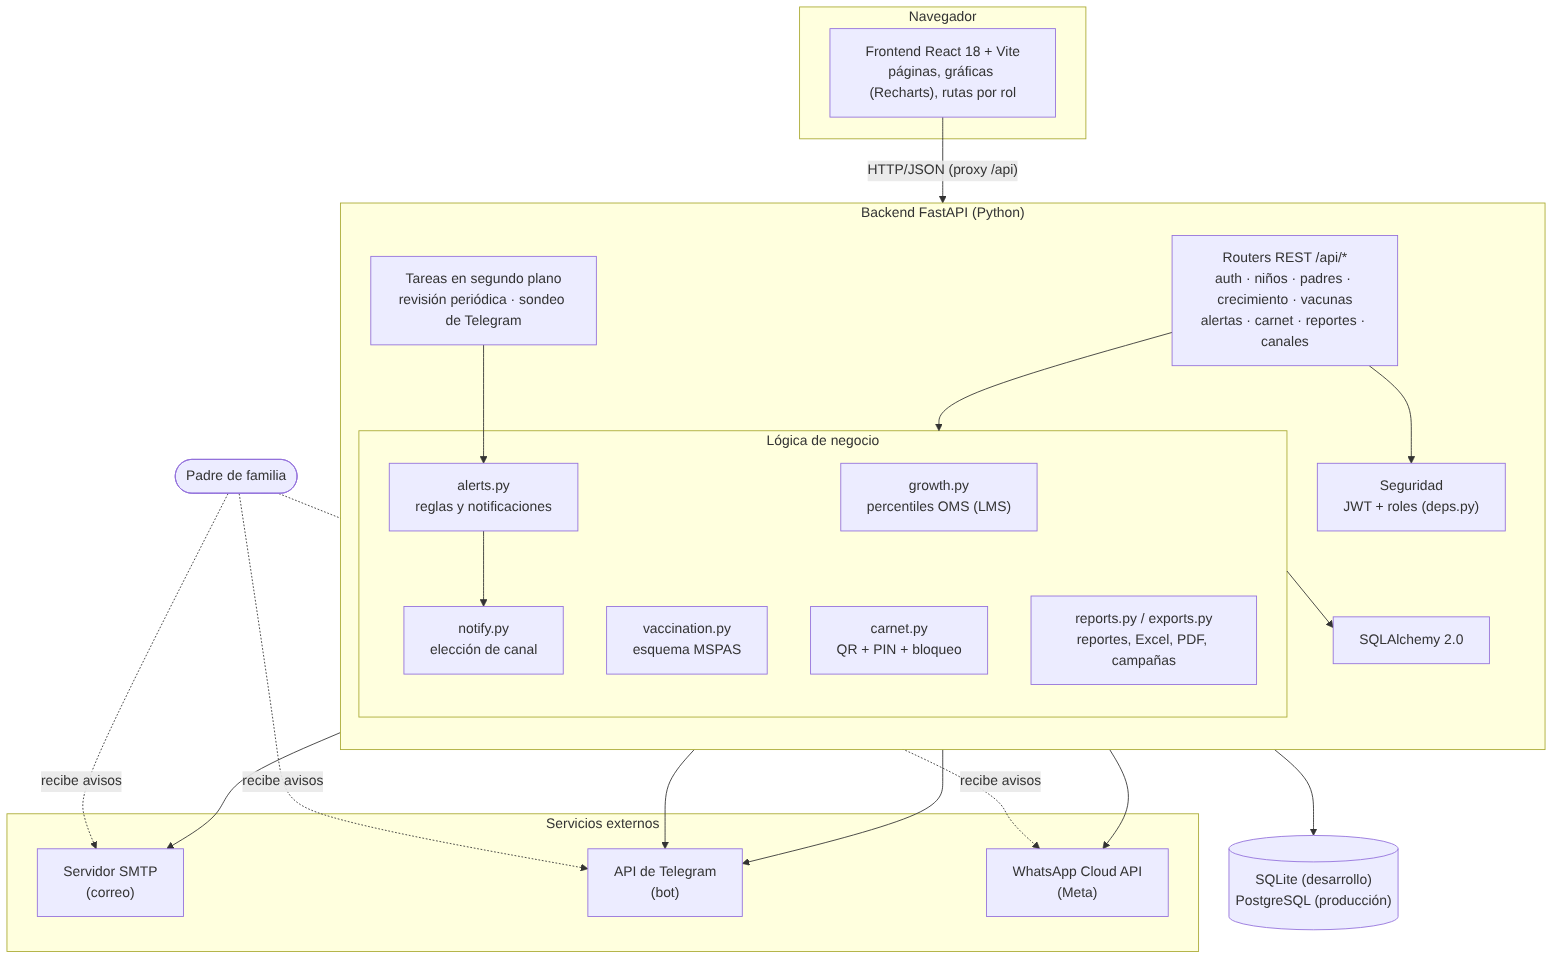 Navegador
Frontend React 18 + Vite
páginas, gráficas
(Recharts), rutas por rol
HTTP/JSON (proxy /api)
Backend FastAPI (Python)
Tareas en segundo plano
revisión periódica · sondeo
de Telegram
Routers REST /api/*
auth · niños · padres ·
crecimiento · vacunas
alertas · carnet · reportes ·
canales
Lógica de negocio
Padre de familia
alerts.py
reglas y notificaciones
growth.py
percentiles OMS (LMS)
Seguridad
JWT + roles (deps.py)
notify.py
elección de canal
vaccination.py
esquema MSPAS
carnet.py
QR + PIN + bloqueo
reports.py / exports.py
reportes, Excel, PDF,
campañas
SQLAlchemy 2.0
recibe avisos
recibe avisos
recibe avisos
Servicios externos
Servidor SMTP
(correo)
API de Telegram
(bot)
WhatsApp Cloud API
(Meta)
SQLite (desarrollo)
PostgreSQL (producción)